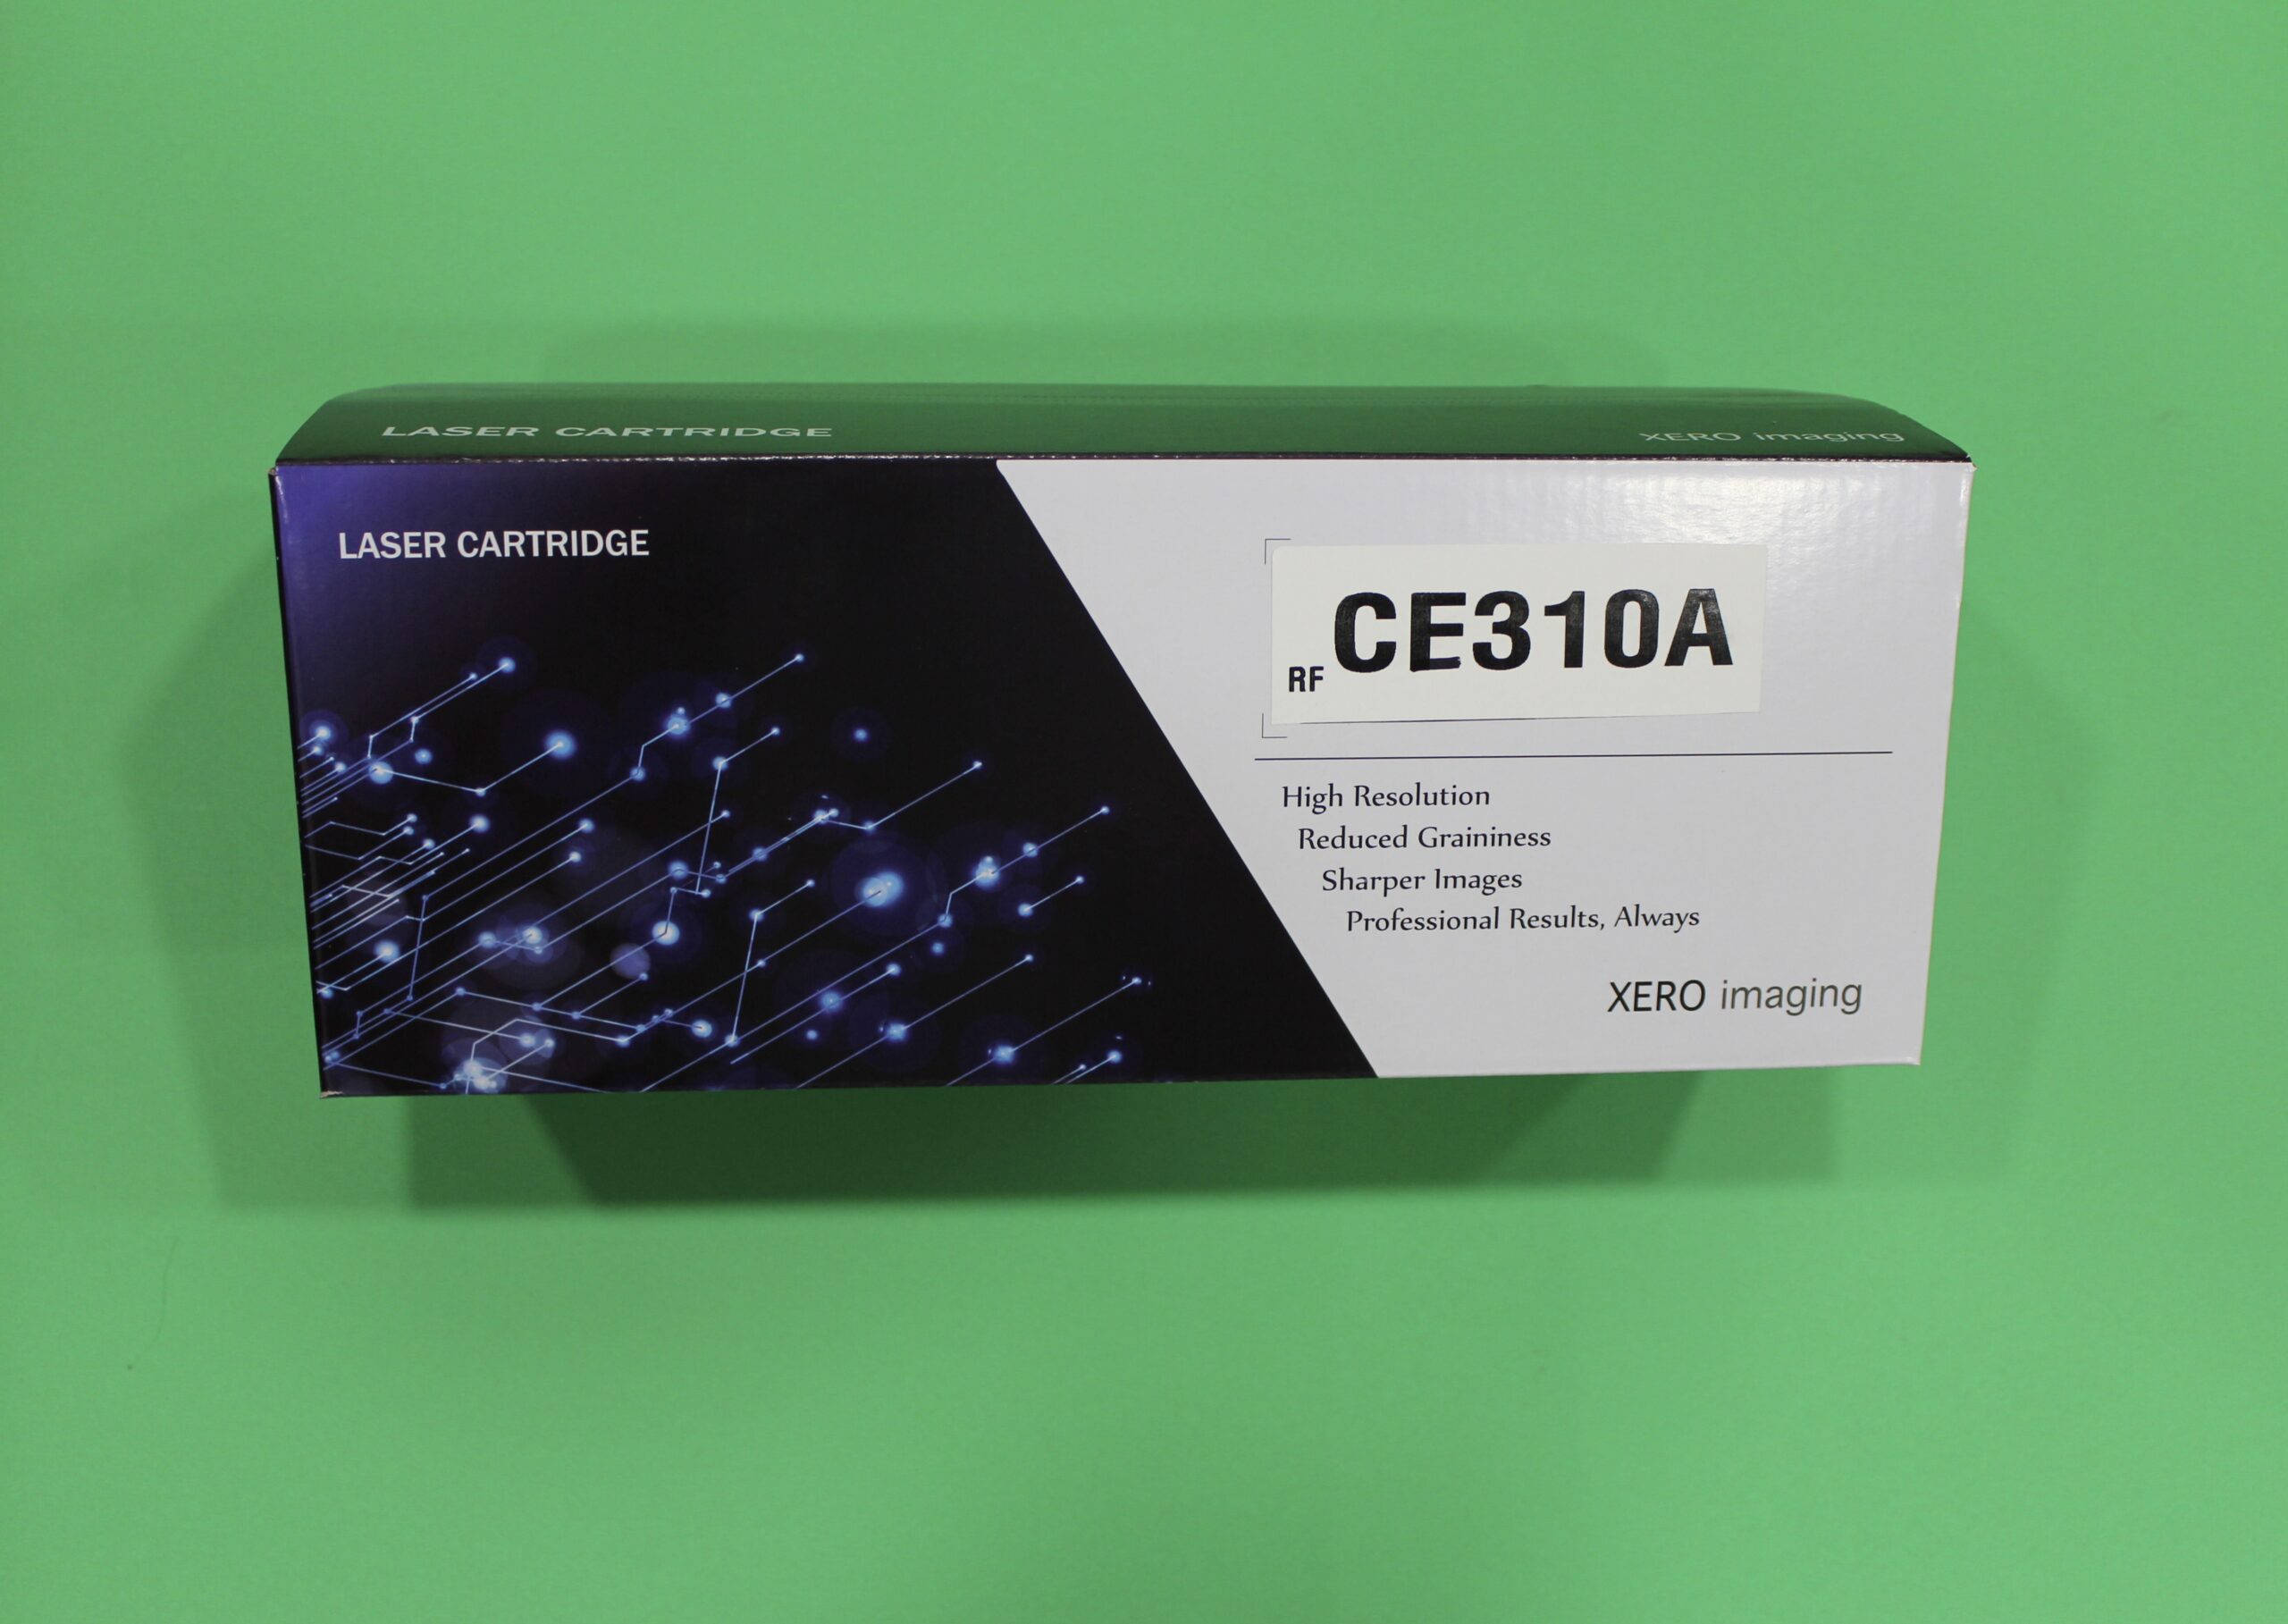 LASER CARTRIDGE
XERO imaging
LASER CARTRIDGE
RF CE310A
High Resolution
Reduced Graininess
Sharper Images
Professional Results, Always
XERO imaging